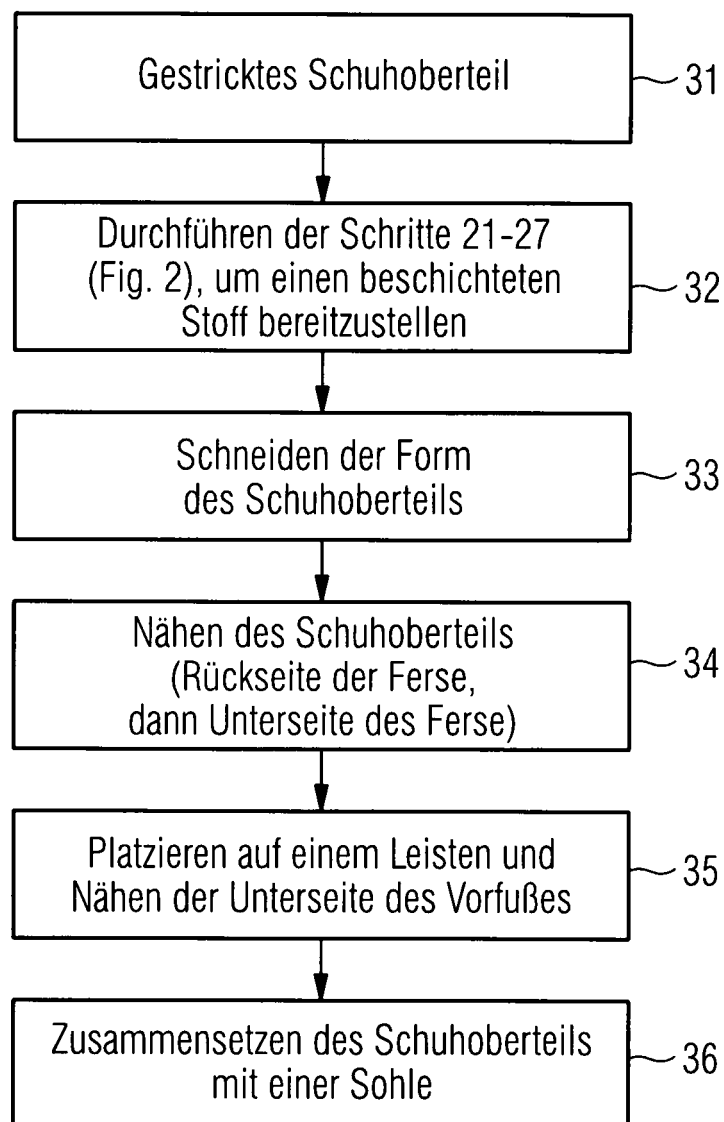 Gestricktes Schuhoberteil
31
Durchführen der Schritte 21-27
(Fig. 2), um einen beschichteten
Stoff bereitzustellen
32
Schneiden der Form
des Schuhoberteils
33
Nähen des Schuhoberteils
(Rückseite der Ferse,
dann Unterseite des Ferse)
34
Platzieren auf einem Leisten und
Nähen der Unterseite des Vorfußes
35
Zusammensetzen des Schuhoberteils
mit einer Sohle
36